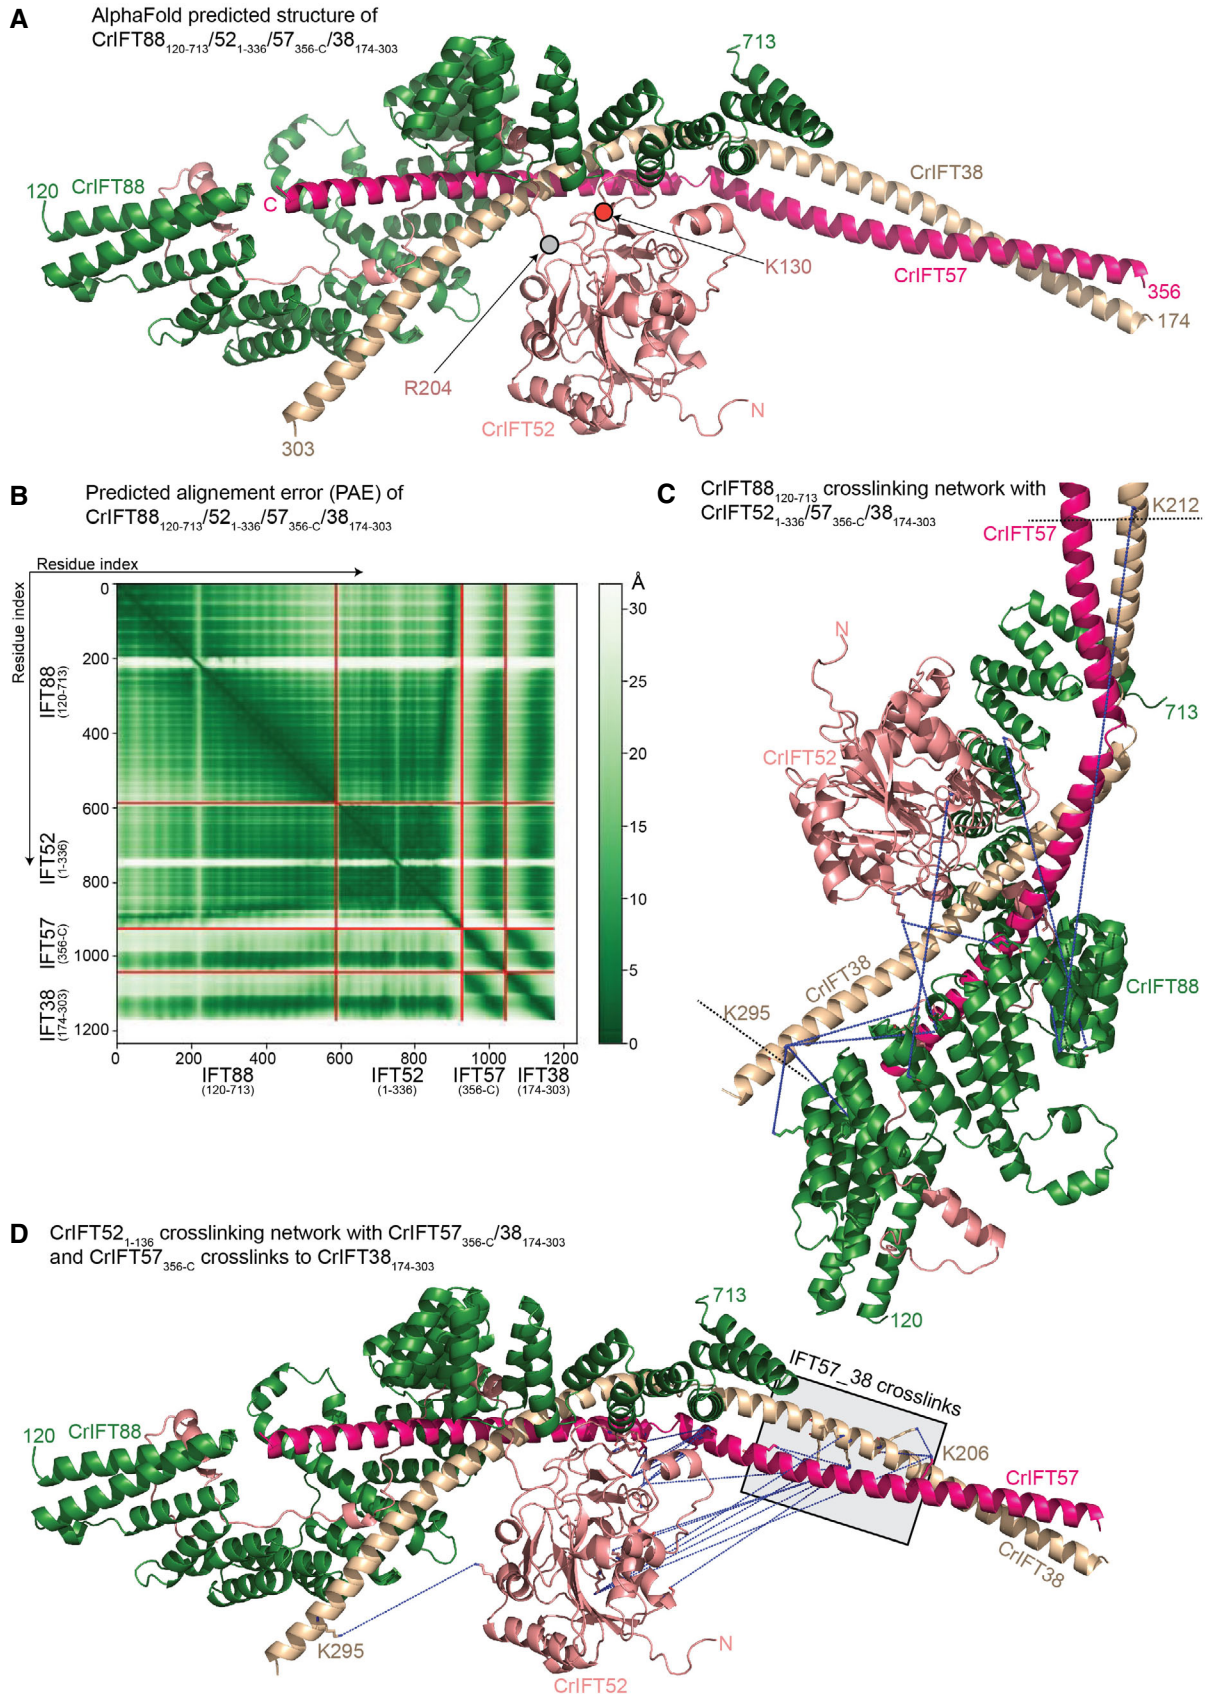 A
AlphaFold predicted structure of
CrIFT88120-713/521-336/57356-C/38174-303
713
120
CrIFT88
C
CrIFT38
K130
CrIFT57
356
174
R204
CrIFT52
N
303
B
Predicted alignement error (PAE) of
CrIFT88120-713/521-336/57356-C/38174-303
Residue index
Residue index
Å
0
200
400
600
800
1000
1200
IFT88
(120-713)
IFT52
(1-336)
IFT57
(356-C)
IFT38
(174-303)
0
200
400
600
800
1000
1200
IFT88
(120-713)
IFT52
(1-336)
IFT57
(356-C)
IFT38
(174-303)
30
25
20
15
10
5
0
C
CrIFT88120-713 crosslinking network with
CrIFT521-336/57356-C/38174-303
K212
CrIFT57
N
713
CrIFT52
CrIFT38
CrIFT88
K295
120
D
CrIFT521-136 crosslinking network with CrIFT57356-C/38174-303
and CrIFT57356-C crosslinks to CrIFT38174-303
713
IFT57_38 crosslinks
120
CrIFT88
K206
CrIFT57
CrIFT38
K295
N
CrIFT52